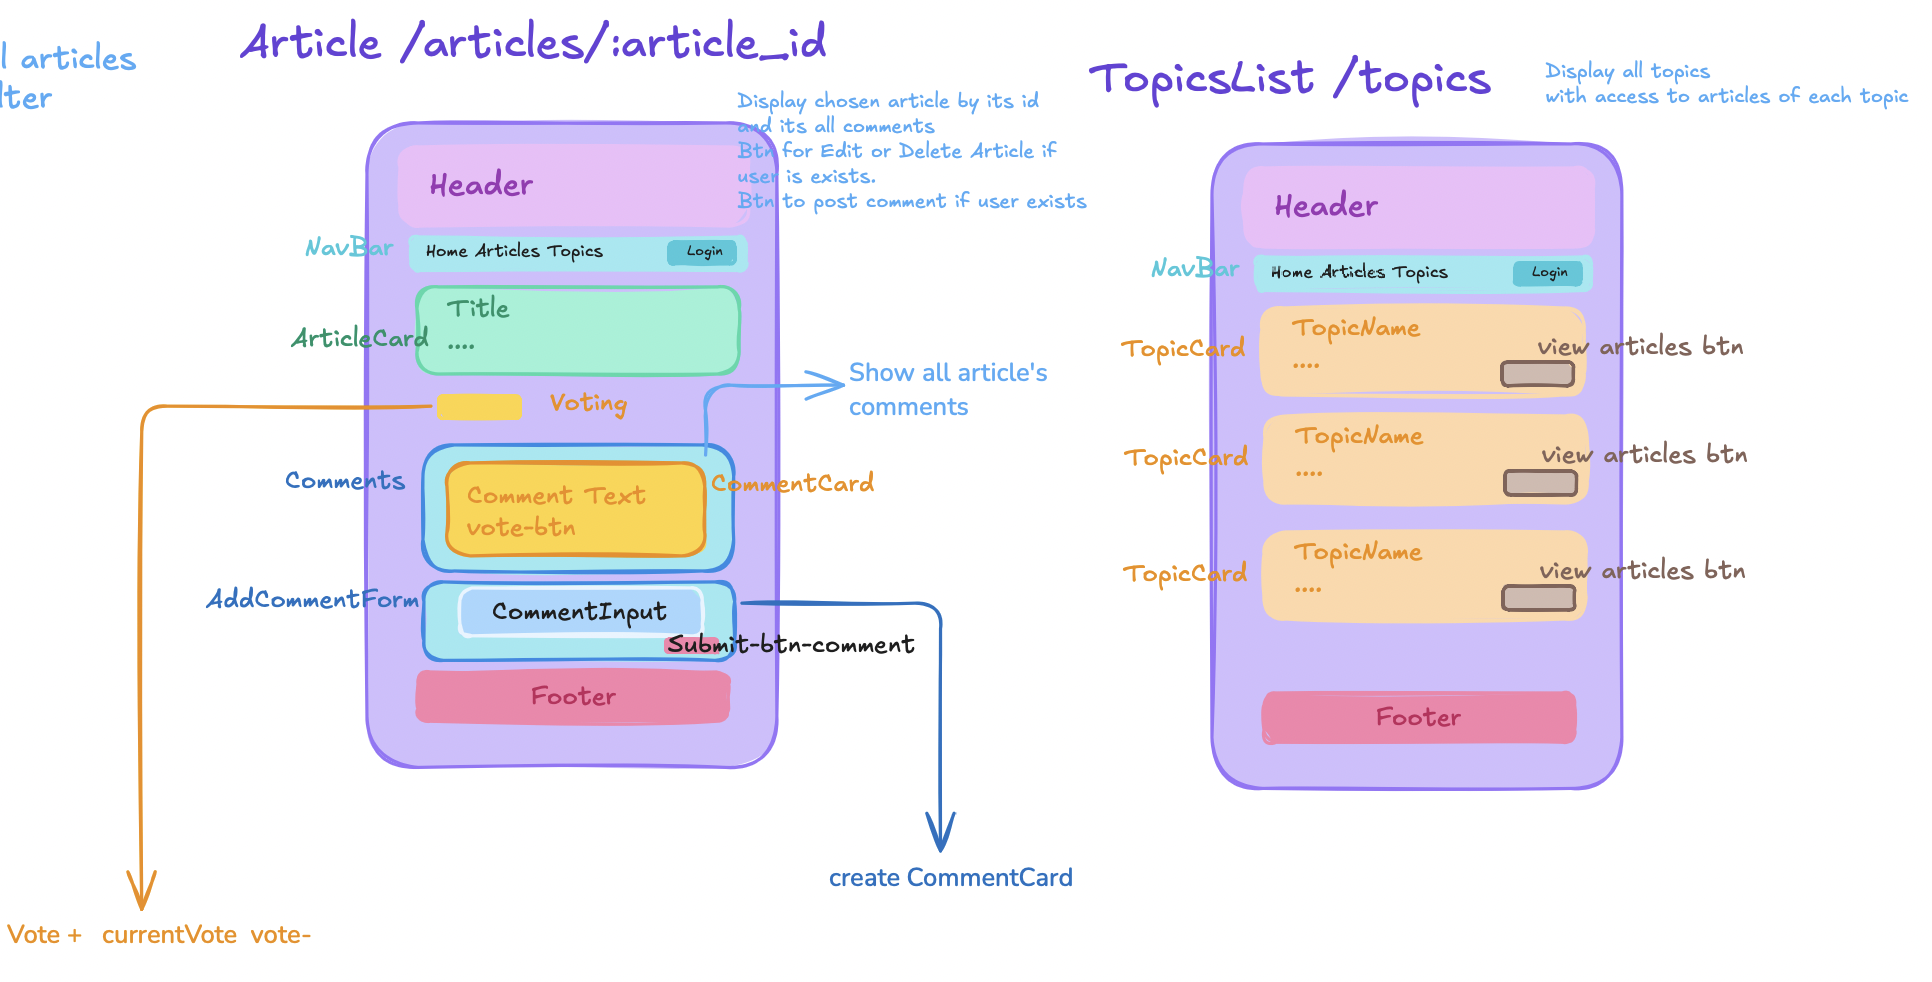 articles
Article /articles/:article_id
Display chosen article by its id
and its all comments
Btn for Edit or Delete Article if
user is exists.
Btn to post comment if user exists
Header
NavBar
Home Articles Topics
Login
Title
....
ArticleCard
Voting
Show all article's
comments
Comments
Comment Text
vote-btn
CommentCard
AddCommentForm
CommentInput
Submit-btn-comment
Footer
create CommentCard
Vote + currentVote vote-
TopicsList /topics
Display all topics
with access to articles of each topic
Header
NavBar
Home Articles Topics
Login
TopicCard
TopicName
....
view articles btn
TopicCard
TopicName
....
view articles btn
TopicCard
TopicName
....
view articles btn
Footer